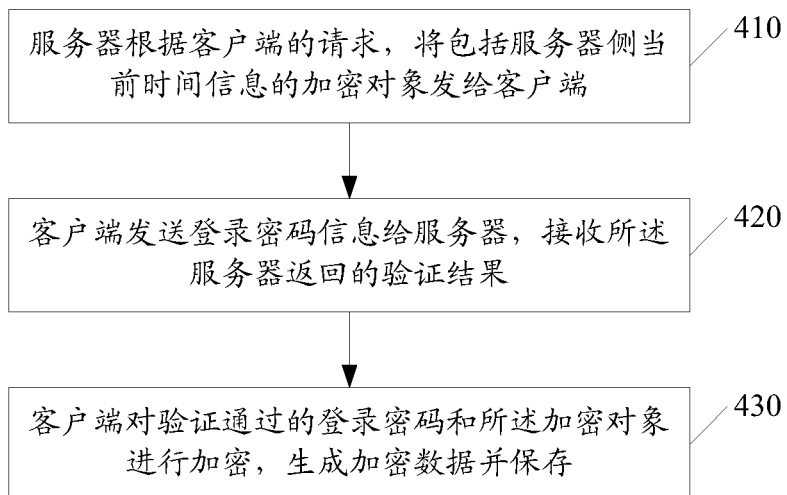 服务器根据客户端的请求，将包括服务器侧当
前时间信息的加密对象发给客户端
410
客户端发送登录密码信息给服务器，接收所述
服务器返回的验证结果
420
客户端对验证通过的登录密码和所述加密对象
进行加密，生成加密数据并保存
430